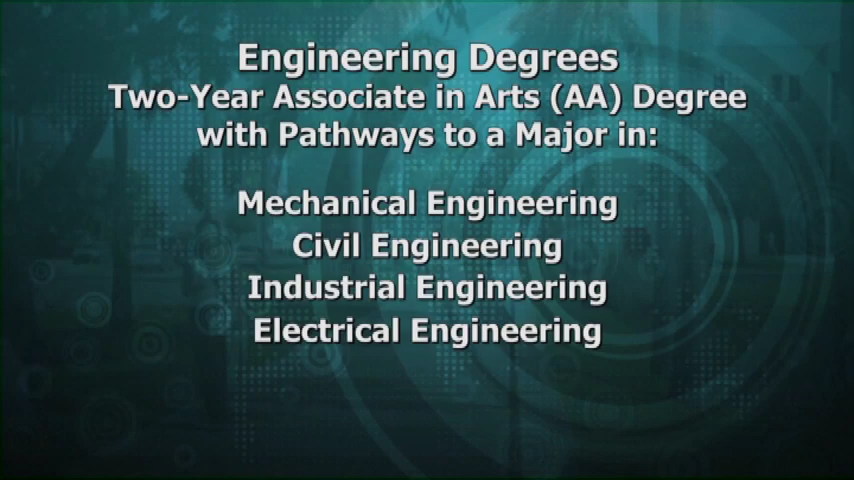 Engineering Degrees
Two-Year Associate in Arts (AA) Degree
with Pathways to a Major in:
Mechanical Engineering
Civil Engineering
Industrial Engineering
Electrical Engineering